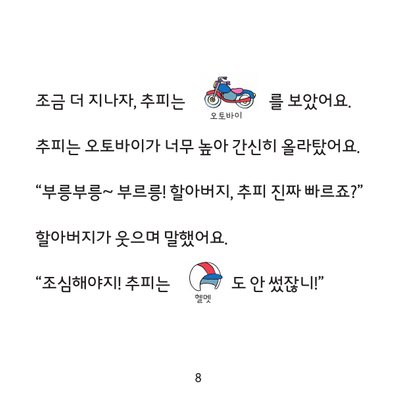 조금 더 지나자, 추피는 오토바이 를 보았어요.
추피는 오토바이가 너무 높아 간신히 올라탔어요.
“부릉부릉~ 부르릉! 할아버지, 추피 진짜 빠르죠?”
할아버지가 웃으며 말했어요.
“조심해야지! 추피는 헬멧 도 안 썼잖니!”
8